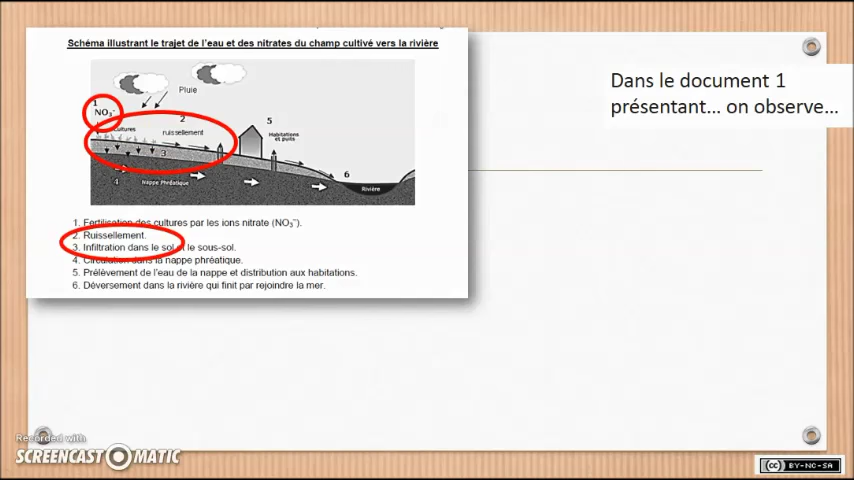 Schéma illustrant le trajet de l'eau et des nitrates du champ cultivé vers la rivière
Pluie
1
NO3-
2
Cultures
ruissellement
5
Habitations
et puits
3
6
4
Nappe Phréatique
Rivière
1. Fertilisation des cultures par les ions nitrate (NO3-).
2. Ruissellement.
3. Infiltration dans le sol et le sous-sol.
4. Circulation dans la nappe phréatique.
5. Prélèvement de l'eau de la nappe et distribution aux habitations.
6. Déversement dans la rivière qui finit par rejoindre la mer.
Dans le document 1
présentant... on observe...
Recorded with
SCREENCAST-O-MATIC
cc BY-NC-SA